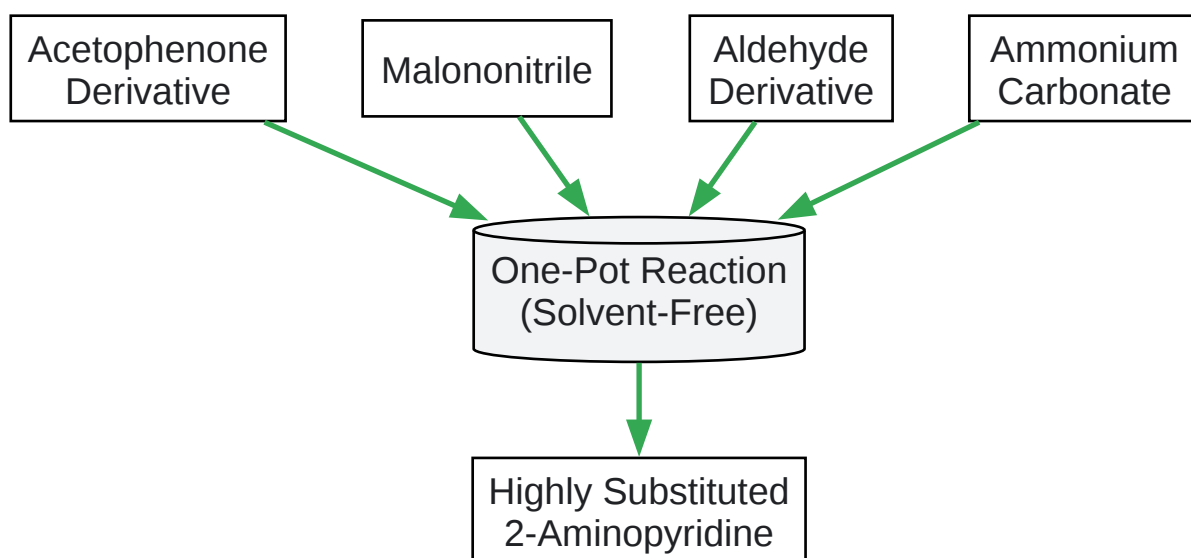 Acetophenone
Derivative
Malononitrile
Aldehyde
Derivative
Ammonium
Carbonate
One-Pot Reaction
(Solvent-Free)
Highly Substituted
2-Aminopyridine